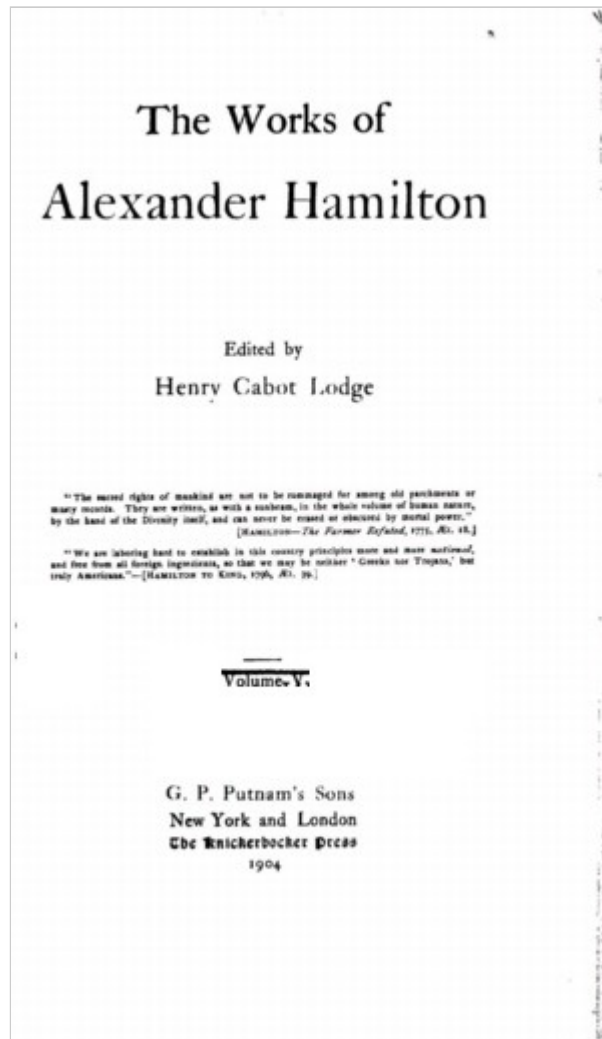 The Works of
Alexander Hamilton
Edited by
Henry Cabot Lodge
"The sacred rights of mankind are not to be rummaged for among old parchments or
musty records. They are written, as with a sunbeam, in the whole volume of human nature,
by the hand of the Divinity itself, and can never be erased or obscured by mortal power."
[HAMILTON—The Farmer Refuted, 1775, Æt. 18.]
"We are laboring hard to establish in this country principles more and more national,
and free from all foreign ingredients, so that we may be neither 'Greeks nor Trojans,' but
truly Americans."—[HAMILTON TO KING, 1796, Æt. 39.]
Volume V.
G. P. Putnam's Sons
New York and London
The Knickerbocker Press
1904